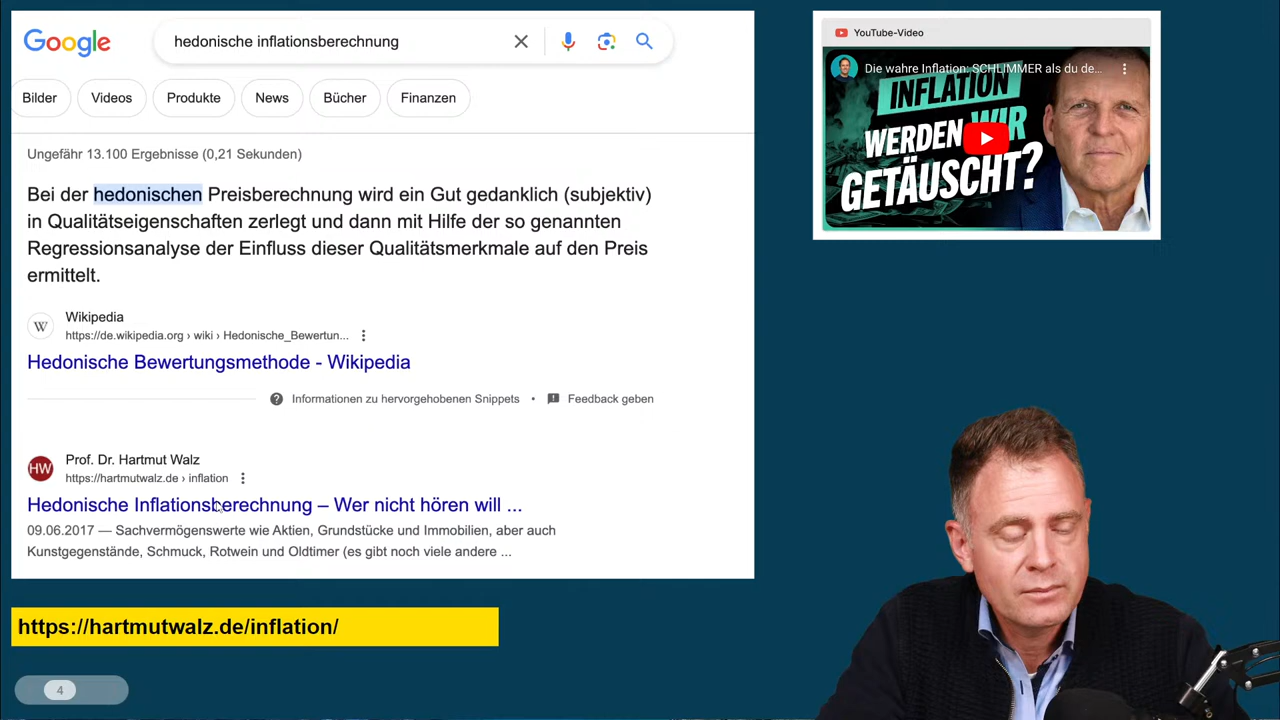 Google
hedonische inflationsberechnung
Bilder
Videos
Produkte
News
Bücher
Finanzen
Ungefähr 13.100 Ergebnisse (0,21 Sekunden)
Bei der hedonischen Preisberechnung wird ein Gut gedanklich (subjektiv)
in Qualitätseigenschaften zerlegt und dann mit Hilfe der so genannten
Regressionsanalyse der Einfluss dieser Qualitätsmerkmale auf den Preis
ermittelt.
W
Wikipedia
https://de.wikipedia.org › wiki › Hedonische_Bewertun...
Hedonische Bewertungsmethode - Wikipedia
Informationen zu hervorgehobenen Snippets • Feedback geben
HW
Prof. Dr. Hartmut Walz
https://hartmutwalz.de › inflation
Hedonische Inflationsberechnung – Wer nicht hören will ...
09.06.2017 — Sachvermögenswerte wie Aktien, Grundstücke und Immobilien, aber auch
Kunstgegenstände, Schmuck, Rotwein und Oldtimer (es gibt noch viele andere ...
https://hartmutwalz.de/inflation/
4
YouTube-Video
Die wahre Inflation: SCHLIMMER als du de...
INFLATION
WERDEN WIR
GETÄUSCHT?